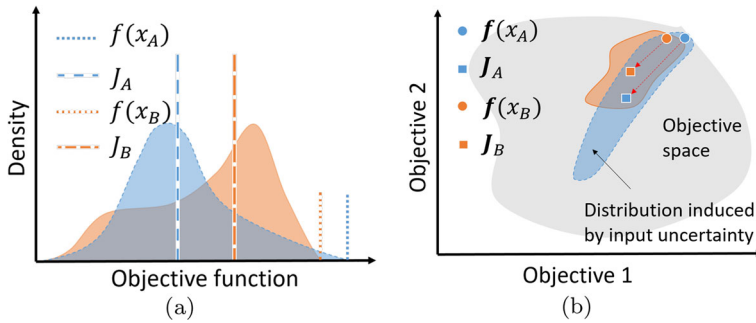 f(x_A)
J_A
f(x_B)
J_B
Density
Objective function
(a)
f(x_A)
J_A
f(x_B)
J_B
Objective 2
Objective
space
Distribution induced
by input uncertainty
Objective 1
(b)